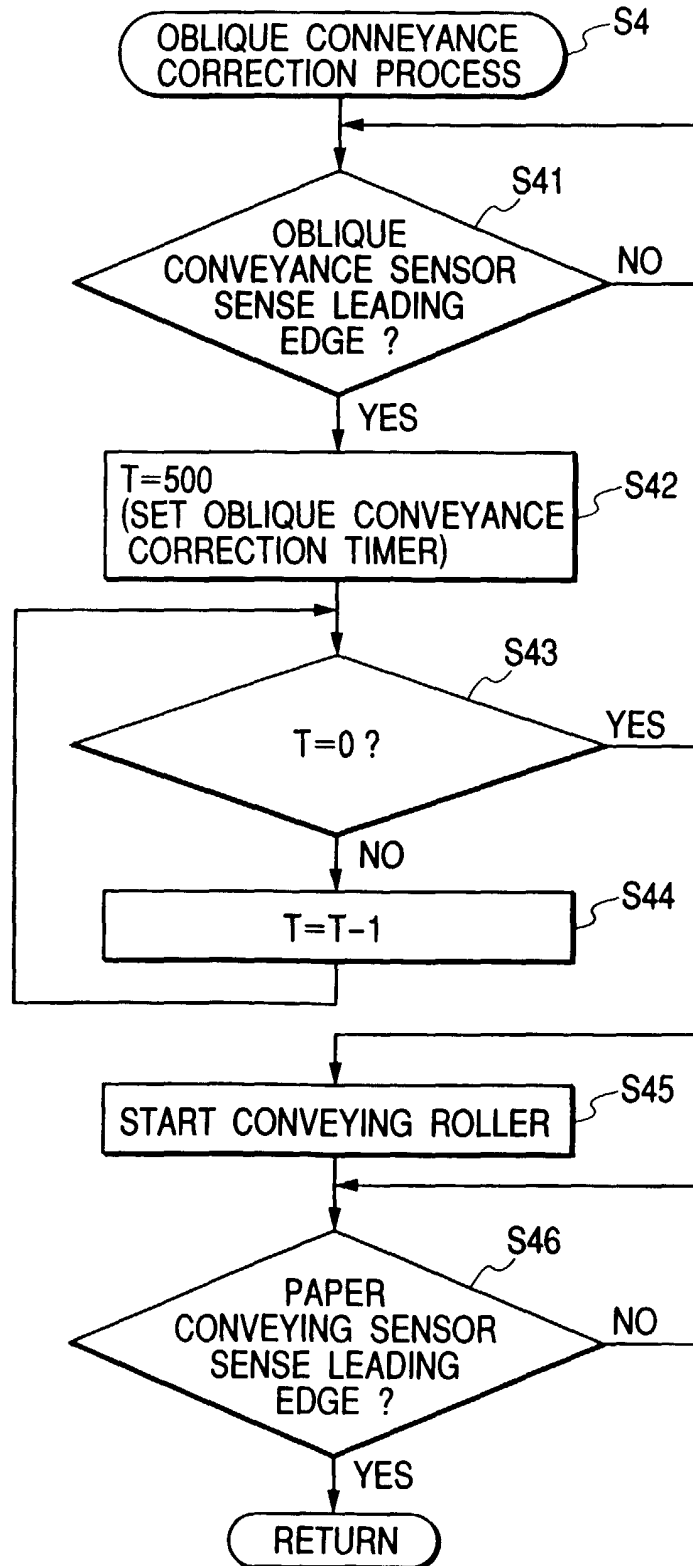 OBLIQUE CONNEYANCE
CORRECTION PROCESS
S4
S41
OBLIQUE
CONVEYANCE SENSOR
SENSE LEADING
EDGE ?
NO
YES
T=500
(SET OBLIQUE CONVEYANCE
CORRECTION TIMER)
S42
S43
T=0 ?
YES
NO
T=T-1
S44
START CONVEYING ROLLER
S45
S46
PAPER
CONVEYING SENSOR
SENSE LEADING
EDGE ?
NO
YES
RETURN